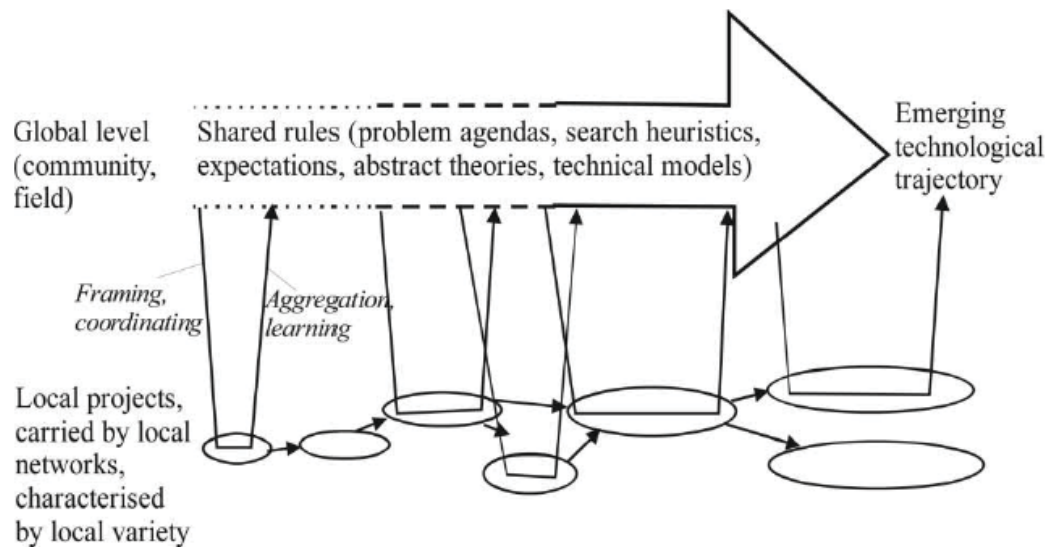 Global level
(community,
field)
Shared rules (problem agendas, search heuristics,
expectations, abstract theories, technical models)
Emerging
technological
trajectory
Framing,
coordinating
Aggregation,
learning
Local projects,
carried by local
networks,
characterised
by local variety